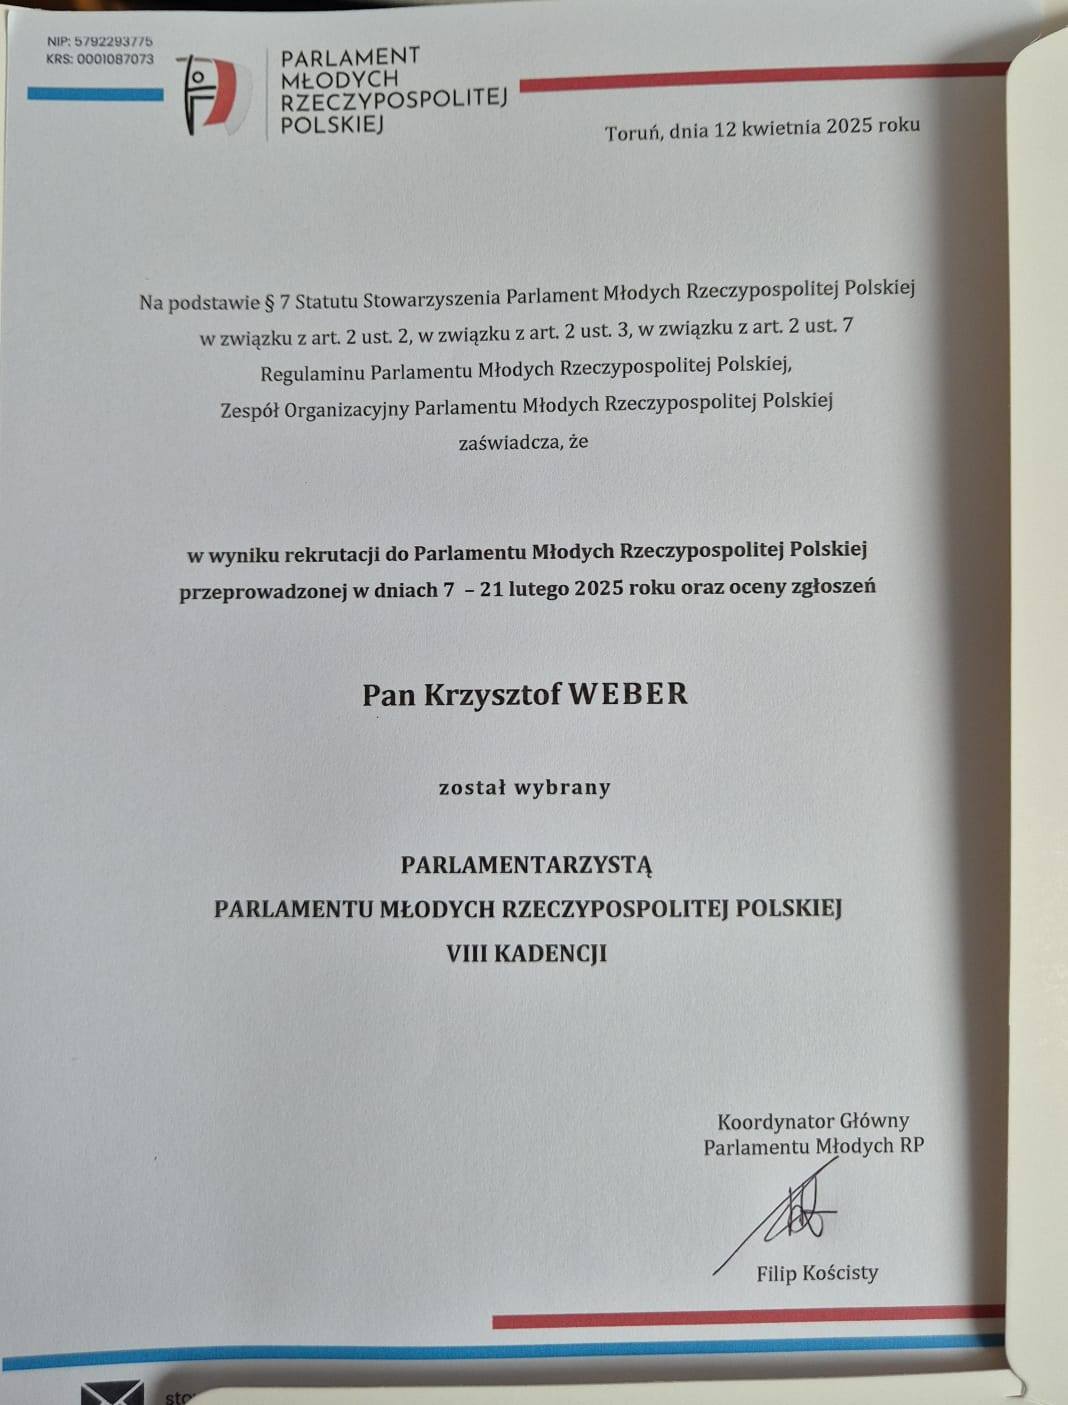 NIP: 5792293775
KRS: 0001087073
PARLAMENT
MŁODYCH
RZECZYPOSPOLITEJ
POLSKIEJ
Toruń, dnia 12 kwietnia 2025 roku
Na podstawie § 7 Statutu Stowarzyszenia Parlament Młodych Rzeczypospolitej Polskiej
w związku z art. 2 ust. 2, w związku z art. 2 ust. 3, w związku z art. 2 ust. 7
Regulaminu Parlamentu Młodych Rzeczypospolitej Polskiej,
Zespół Organizacyjny Parlamentu Młodych Rzeczypospolitej Polskiej
zaświadcza, że
w wyniku rekrutacji do Parlamentu Młodych Rzeczypospolitej Polskiej
przeprowadzonej w dniach 7 – 21 lutego 2025 roku oraz oceny zgłoszeń
Pan Krzysztof WEBER
został wybrany
PARLAMENTARZYSTĄ
PARLAMENTU MŁODYCH RZECZYPOSPOLITEJ POLSKIEJ
VIII KADENCJI
Koordynator Główny
Parlamentu Młodych RP
Filip Kościsty